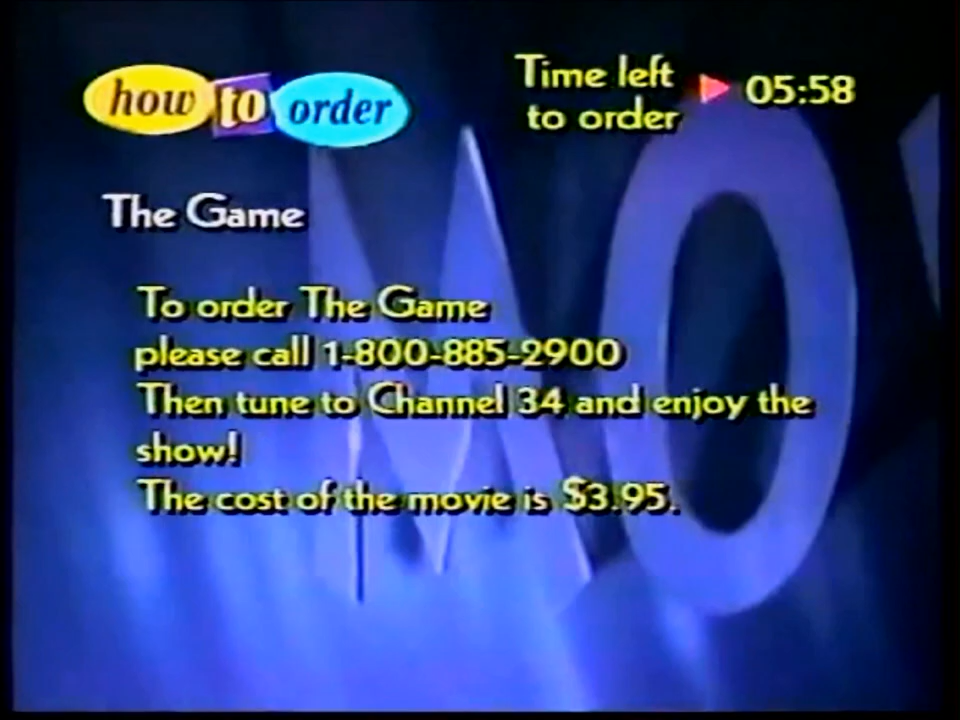 how to order
Time left
to order
05:58
The Game
To order The Game
please call 1-800-885-2900
Then tune to Channel 34 and enjoy the
show!
The cost of the movie is $3.95.
MO